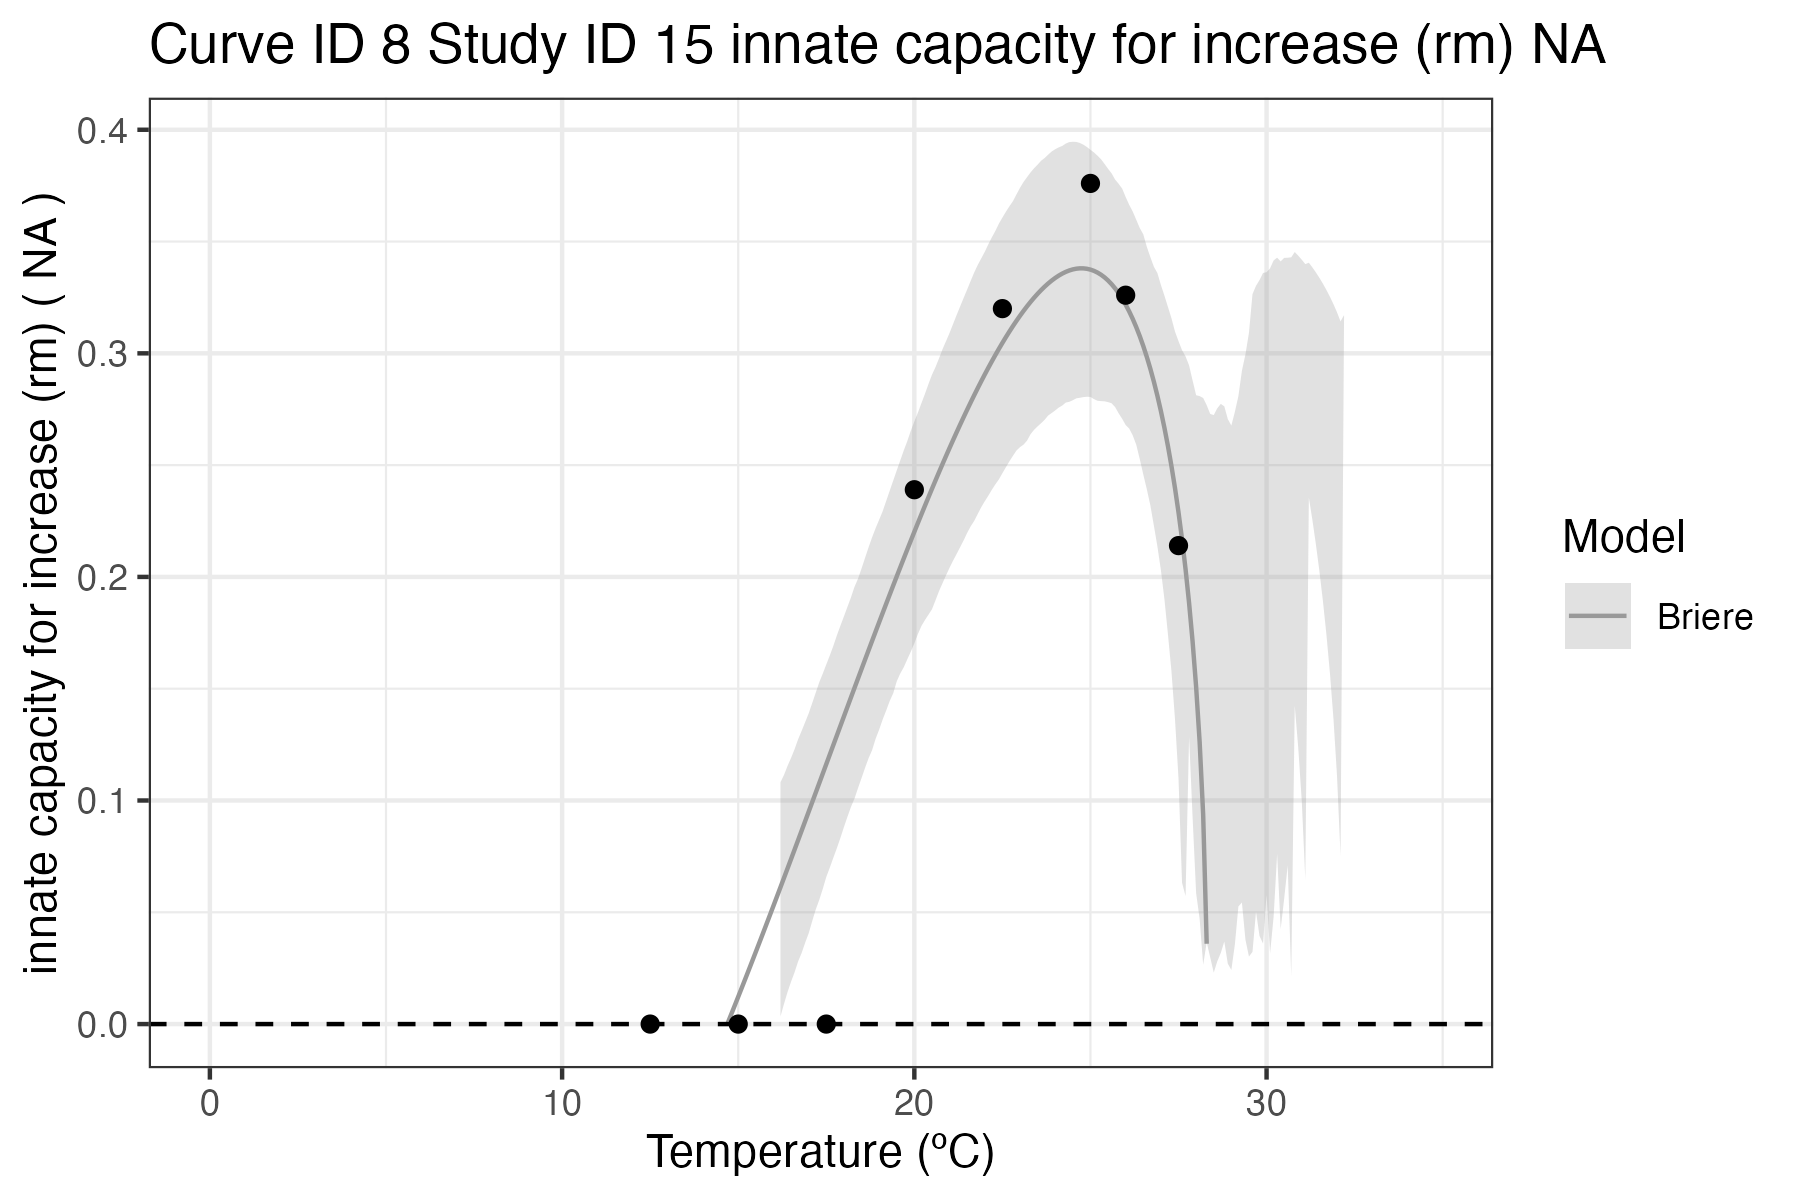 Curve ID 8 Study ID 15 innate capacity for increase (rm) NA
innate capacity for increase (rm) ( NA )
0.4
0.3
0.2
0.1
0.0
0 10 20 30
Temperature (ºC)
Model
Briere